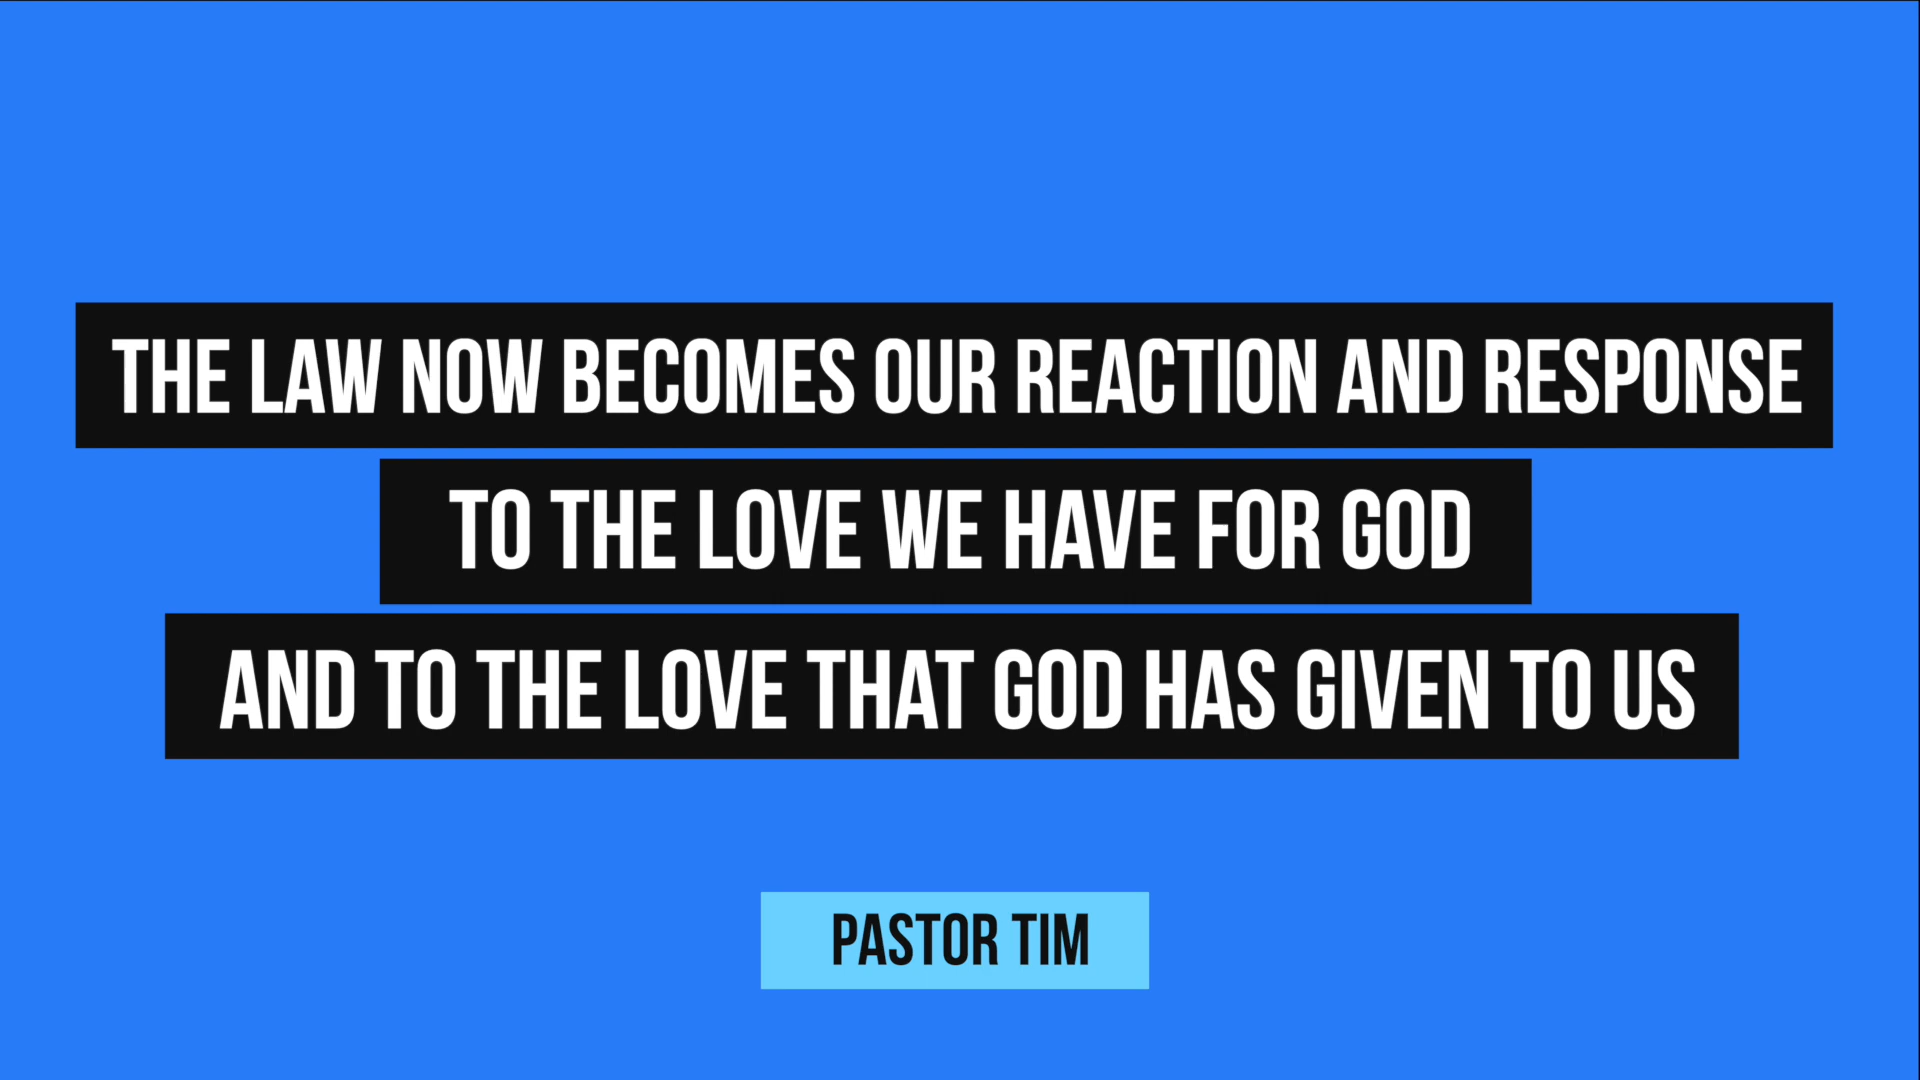 THE LAW NOW BECOMES OUR REACTION AND RESPONSE
TO THE LOVE WE HAVE FOR GOD
AND TO THE LOVE THAT GOD HAS GIVEN TO US
PASTOR TIM